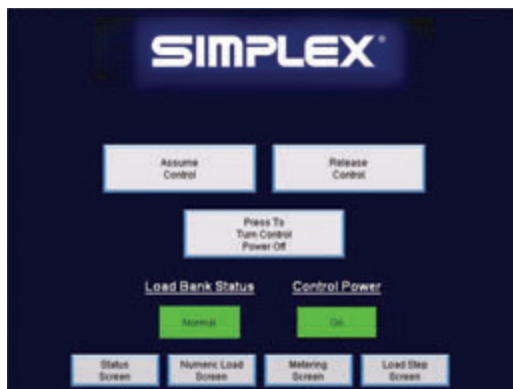 SIMPLEX®
Assume
Control
Release
Control
Press To
Turn Control
Power Off
Load Bank Status
Control Power
Normal
On
Status
Screen
Numeric Load
Screen
Metering
Screen
Load Step
Screen